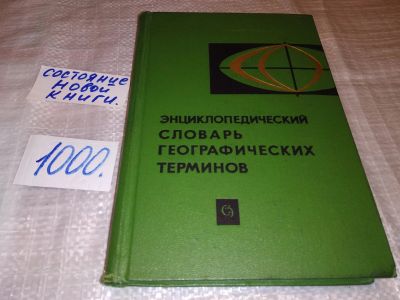 СОСТОЯНИЕ
НОВОЙ
КНИГИ.
1000.
ЭНЦИКЛОПЕДИЧЕСКИЙ
СЛОВАРЬ
ГЕОГРАФИЧЕСКИХ
ТЕРМИНОВ